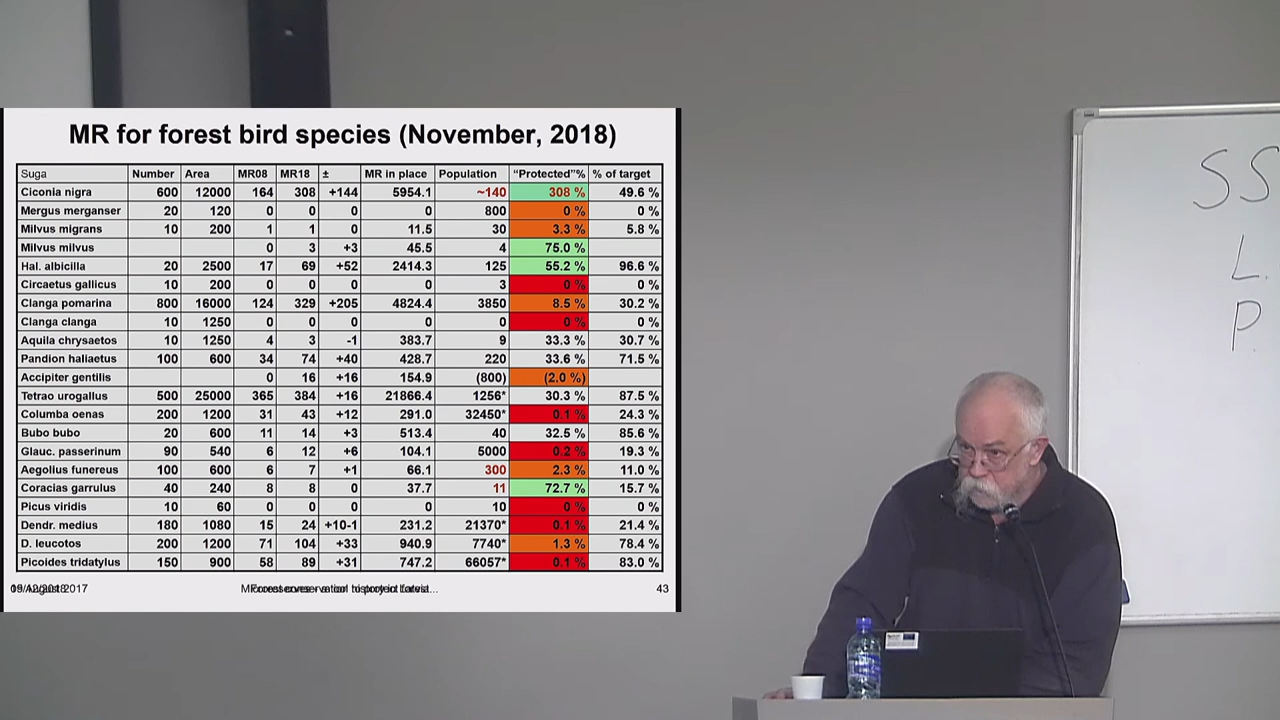 MR for forest bird species (November, 2018)
Suga Number Area MR08 MR18 ± MR in place Population “Protected”% % of target
Ciconia nigra 600 12000 164 308 +144 5954.1 ~140 308 % 49.6 %
Mergus merganser 20 120 0 0 0 0 800 0 % 0 %
Milvus migrans 10 200 1 1 0 11.5 30 3.3 % 5.8 %
Milvus milvus 0 3 +3 45.5 4 75.0 %
Hal. albicilla 20 2500 17 69 +52 2414.3 125 55.2 % 96.6 %
Circaetus gallicus 10 200 0 0 0 0 3 0 % 0 %
Clanga pomarina 800 16000 124 329 +205 4824.4 3850 8.5 % 30.2 %
Clanga clanga 10 1250 0 0 0 0 0 0 % 0 %
Aquila chrysaetos 10 1250 4 3 -1 383.7 9 33.3 % 30.7 %
Pandion haliaetus 100 600 34 74 +40 428.7 220 33.6 % 71.5 %
Accipiter gentilis 0 16 +16 154.9 (800) (2.0 %)
Tetrao urogallus 500 25000 365 384 +16 21866.4 1256* 30.3 % 87.5 %
Columba oenas 200 1200 31 43 +12 291.0 32450* 0.1 % 24.3 %
Bubo bubo 20 600 11 14 +3 513.4 40 32.5 % 85.6 %
Glauc. passerinum 90 540 6 12 +6 104.1 5000 0.2 % 19.3 %
Aegolius funereus 100 600 6 7 +1 66.1 300 2.3 % 11.0 %
Coracias garrulus 40 240 8 8 0 37.7 11 72.7 % 15.7 %
Picus viridis 10 60 0 0 0 0 10 0 % 0 %
Dendr. medius 180 1080 15 24 +10-1 231.2 21370* 0.1 % 21.4 %
D. leucotos 200 1200 71 104 +33 940.9 7740* 1.3 % 78.4 %
Picoides tridatylus 150 900 58 89 +31 747.2 66057* 0.1 % 83.0 %
43
SS
L.
P.